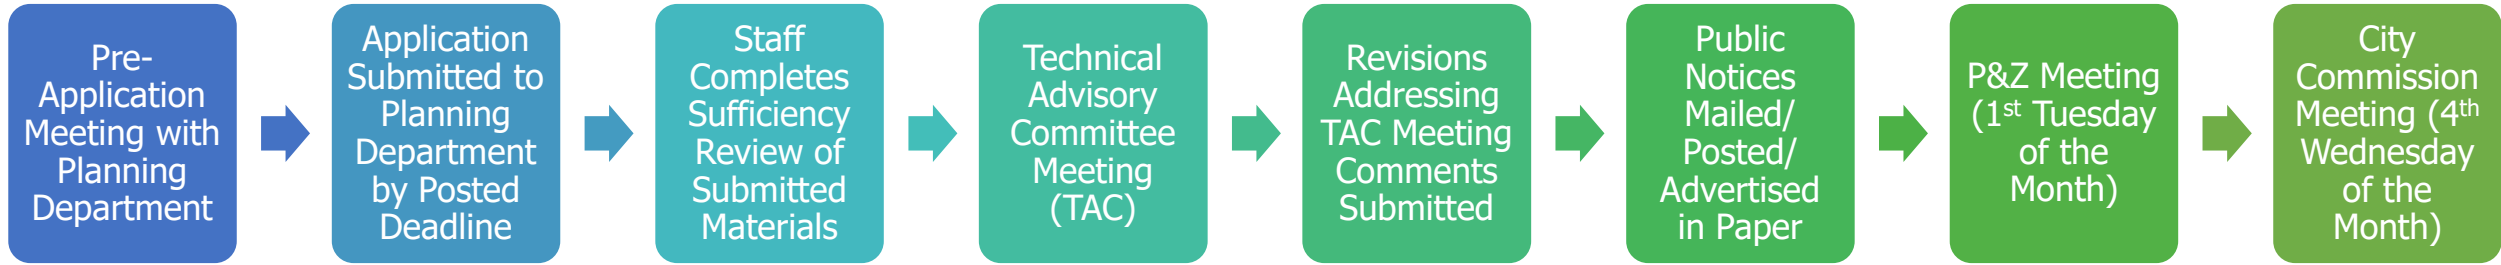 Pre-
Application
Meeting with
Planning
Department
Application
Submitted to
Planning
Department
by Posted
Deadline
Staff
Completes
Sufficiency
Review of
Submitted
Materials
Technical
Advisory
Committee
Meeting
(TAC)
Revisions
Addressing
TAC Meeting
Comments
Submitted
Public
Notices
Mailed/
Posted/
Advertised
in Paper
P&Z Meeting
(1st Tuesday
of the
Month)
City
Commission
Meeting (4th
Wednesday
of the
Month)